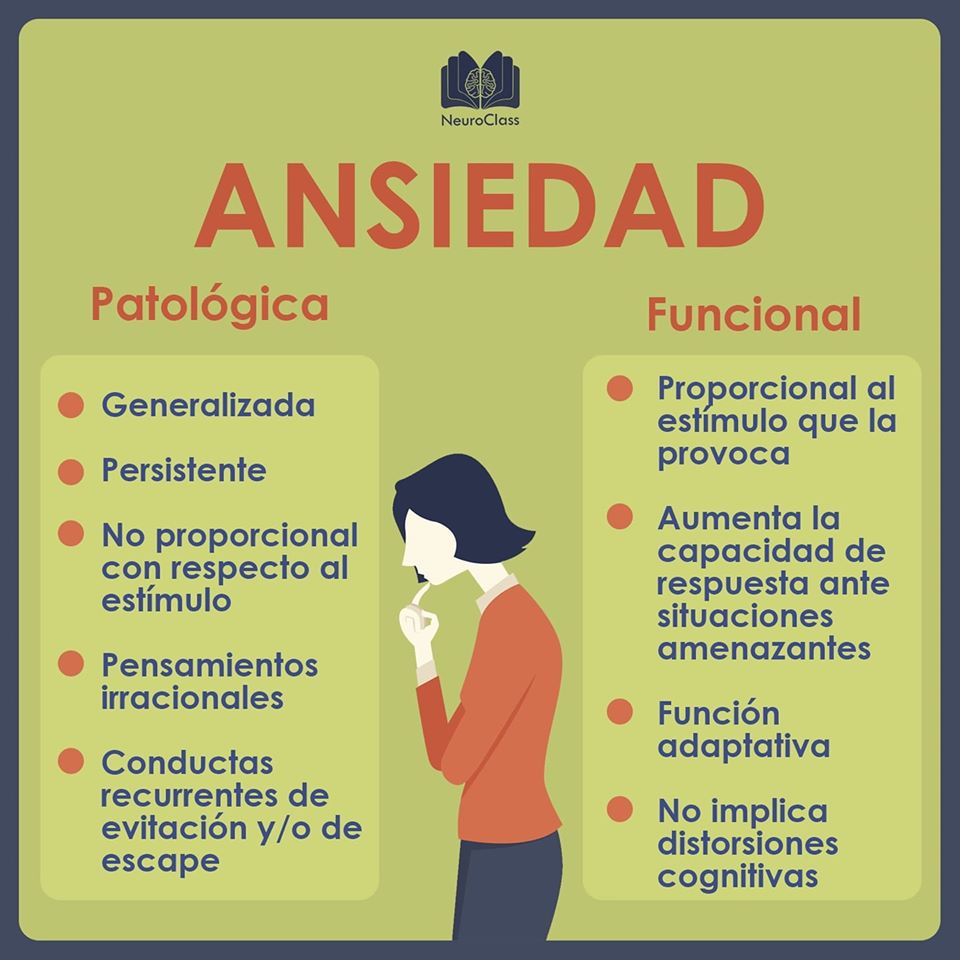 NeuroClass
ANSIEDAD
Patológica
Generalizada
Persistente
No proporcional
con respecto al
estímulo
Pensamientos
irracionales
Conductas
recurrentes de
evitación y/o de
escape
Funcional
Proporcional al
estímulo que la
provoca
Aumenta la
capacidad de
respuesta ante
situaciones
amenazantes
Función
adaptativa
No implica
distorsiones
cognitivas